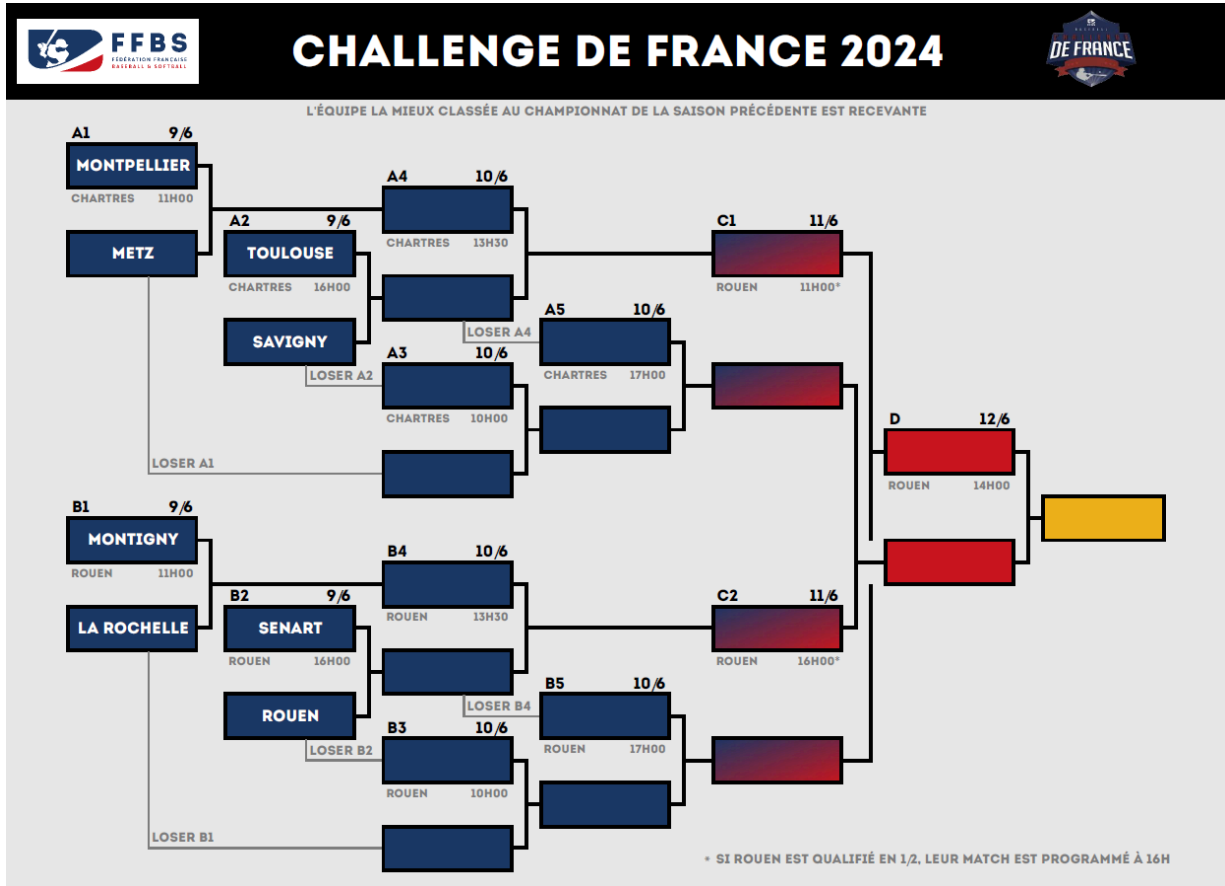 FFBS
FÉDÉRATION FRANÇAISE
BASEBALL & SOFTBALL
CHALLENGE DE FRANCE 2024
DE FRANCE
L'ÉQUIPE LA MIEUX CLASSÉE AU CHAMPIONNAT DE LA SAISON PRÉCÉDENTE EST RECEVANTE
A1 9/6
MONTPELLIER
CHARTRES 11H00
METZ
A2 9/6
TOULOUSE
CHARTRES 16H00
SAVIGNY
LOSER A2
LOSER A1
A4 10/6
CHARTRES 13H30
LOSER A4
A3 10/6
CHARTRES 10H00
A5 10/6
CHARTRES 17H00
C1 11/6
ROUEN 11H00*
D 12/6
ROUEN 14H00
B1 9/6
MONTIGNY
ROUEN 11H00
LA ROCHELLE
B2 9/6
SENART
ROUEN 16H00
ROUEN
LOSER B2
LOSER B1
B4 10/6
ROUEN 13H30
LOSER B4
B3 10/6
ROUEN 10H00
B5 10/6
ROUEN 17H00
C2 11/6
ROUEN 16H00*
* SI ROUEN EST QUALIFIÉ EN 1/2, LEUR MATCH EST PROGRAMMÉ À 16H